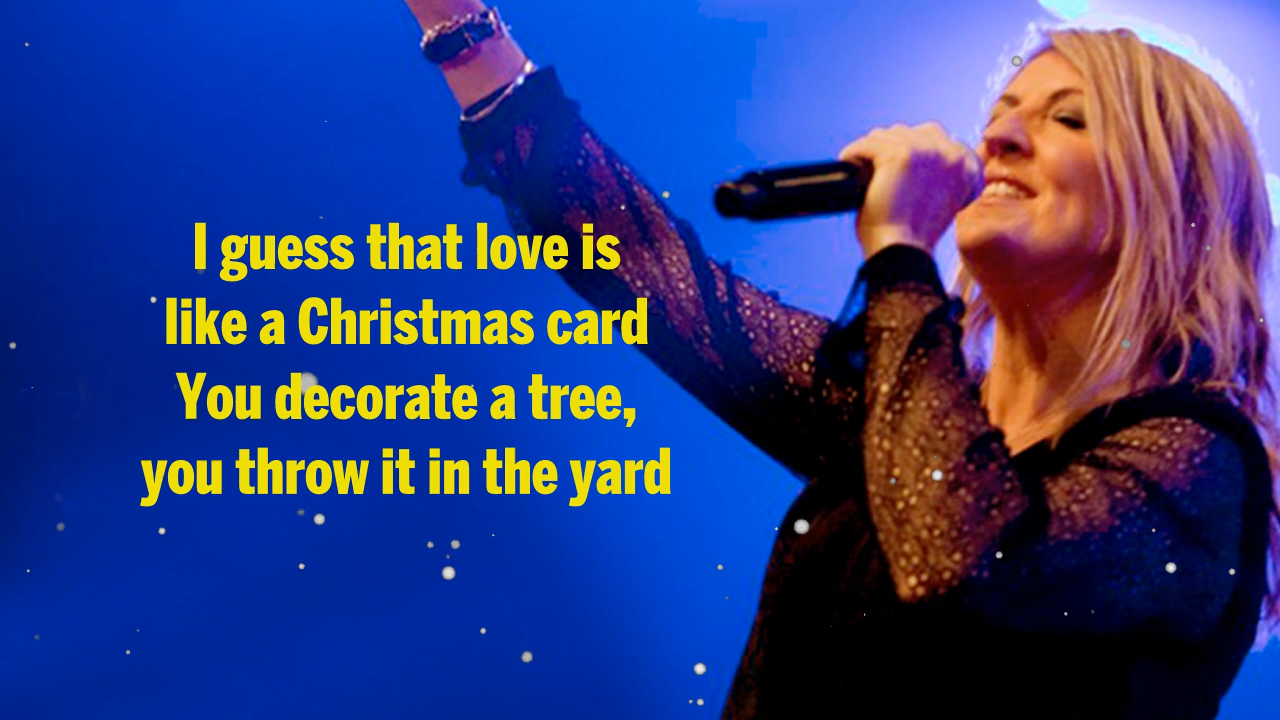 I guess that love is
like a Christmas card
You decorate a tree,
you throw it in the yard